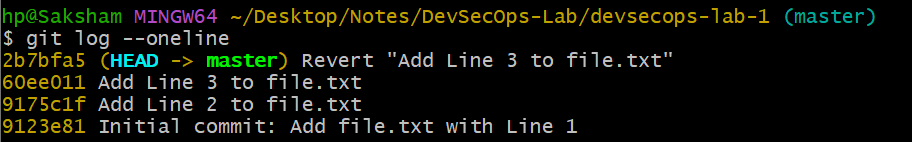 hp@Saksham MINGW64 ~/Desktop/Notes/DevSecOps-Lab/devsecops-lab-1 (master)
$ git log --oneline
2b7bfa5 (HEAD -> master) Revert "Add Line 3 to file.txt"
60ee011 Add Line 3 to file.txt
9175c1f Add Line 2 to file.txt
9123e81 Initial commit: Add file.txt with Line 1